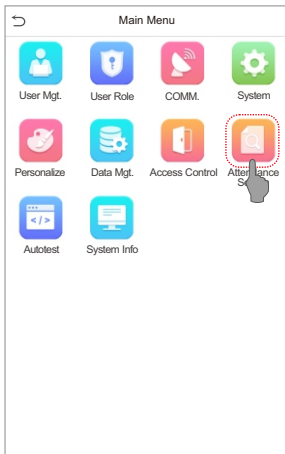 Main Menu
User Mgt.
User Role
COMM.
System
Personalize
Data Mgt.
Access Control
</>
Autotest
System Info